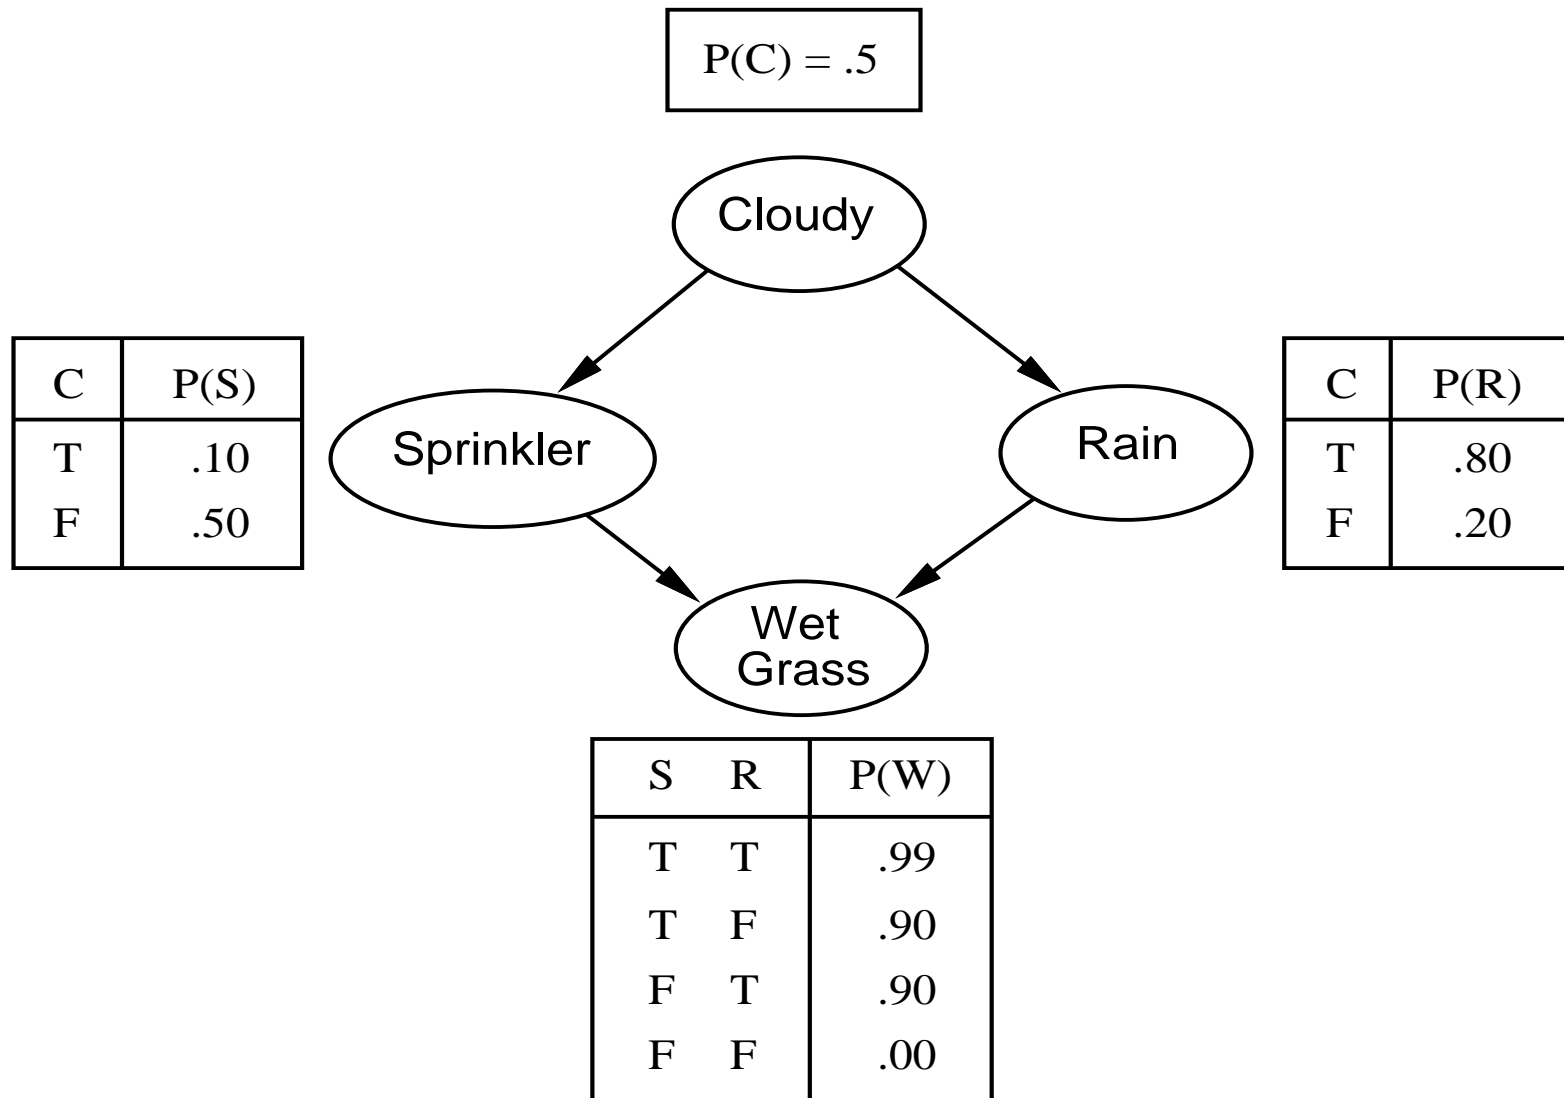 P(C) = .5
Cloudy
C P(S)
T .10
F .50
Sprinkler
Rain
C P(R)
T .80
F .20
Wet
Grass
S R P(W)
T T .99
T F .90
F T .90
F F .00